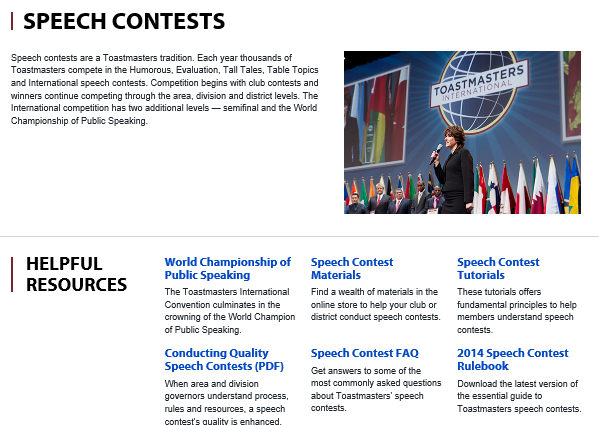 SPEECH CONTESTS
Speech contests are a Toastmasters tradition. Each year thousands of
Toastmasters compete in the Humorous, Evaluation, Tall Tales, Table Topics
and International speech contests. Competition begins with club contests and
winners continue competing through the area, division and district levels. The
International competition has two additional levels — semifinal and the World
Championship of Public Speaking.
TOASTMASTERS
INTERNATIONAL
HELPFUL
RESOURCES
World Championship of
Public Speaking
The Toastmasters International
Convention culminates in the
crowning of the World Champion
of Public Speaking.
Speech Contest
Materials
Find a wealth of materials in the
online store to help your club or
district conduct speech contests.
Speech Contest
Tutorials
These tutorials offers
fundamental principles to help
members understand speech
contests.
Conducting Quality
Speech Contests (PDF)
When area and division
governors understand process,
rules and resources, a speech
contest's quality is enhanced.
Speech Contest FAQ
Get answers to some of the
most commonly asked questions
about Toastmasters' speech
contests.
2014 Speech Contest
Rulebook
Download the latest version of
the essential guide to
Toastmasters speech contests.